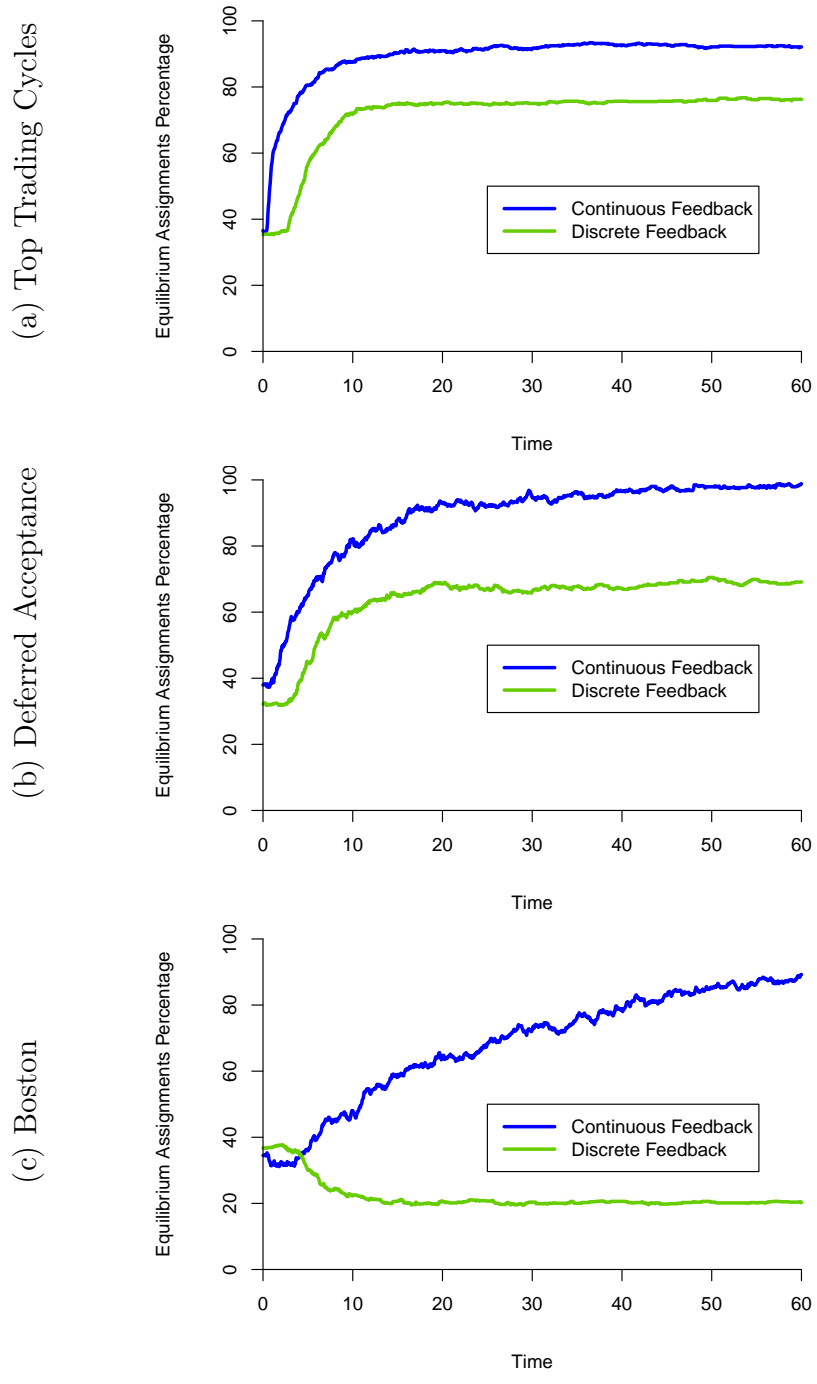 (a) Top Trading Cycles
Equilibrium Assignments Percentage
100
80
60
40
20
0
Continuous Feedback
Discrete Feedback
0 10 20 30 40 50 60
Time
(b) Deferred Acceptance
Equilibrium Assignments Percentage
100
80
60
40
20
0
Continuous Feedback
Discrete Feedback
0 10 20 30 40 50 60
Time
(c) Boston
Equilibrium Assignments Percentage
100
80
60
40
20
0
Continuous Feedback
Discrete Feedback
0 10 20 30 40 50 60
Time